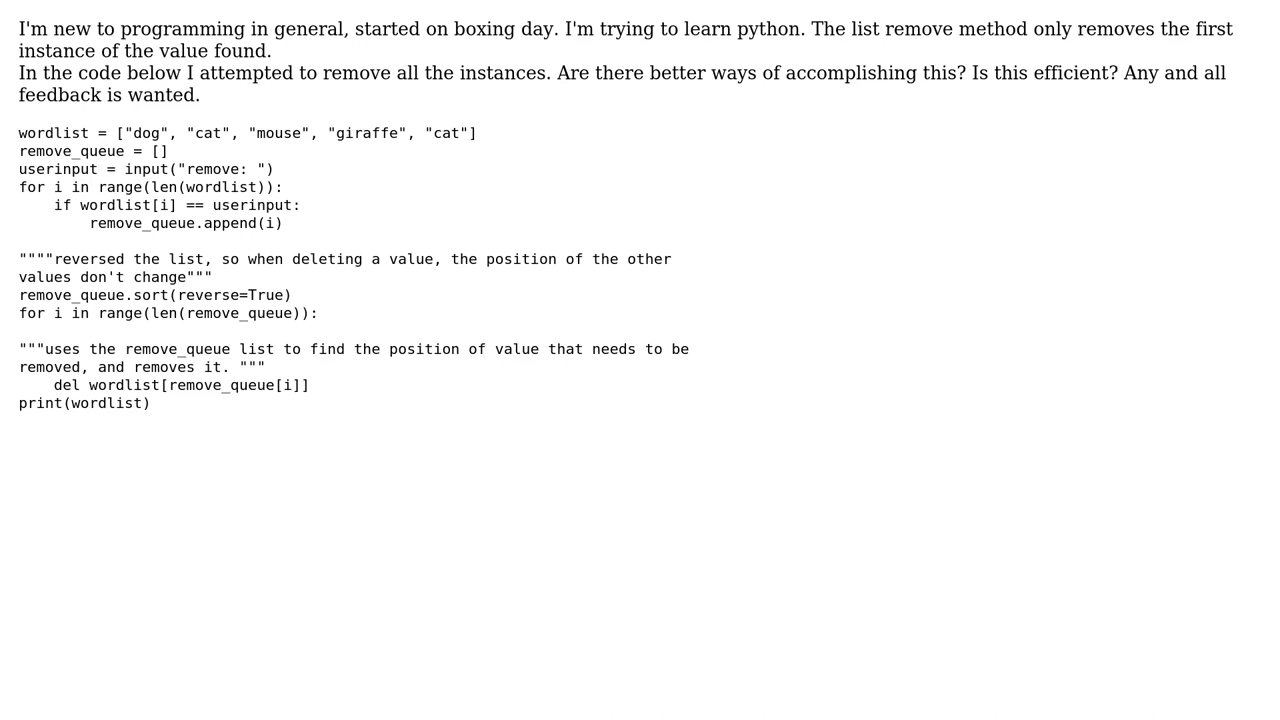 I'm new to programming in general, started on boxing day. I'm trying to learn python. The list remove method only removes the first
instance of the value found.
In the code below I attempted to remove all the instances. Are there better ways of accomplishing this? Is this efficient? Any and all
feedback is wanted.
wordlist = ["dog", "cat", "mouse", "giraffe", "cat"]
remove_queue = []
userinput = input("remove: ")
for i in range(len(wordlist)):
    if wordlist[i] == userinput:
        remove_queue.append(i)
""""reversed the list, so when deleting a value, the position of the other
values don't change"""
remove_queue.sort(reverse=True)
for i in range(len(remove_queue)):
"""uses the remove_queue list to find the position of value that needs to be
removed, and removes it. """
    del wordlist[remove_queue[i]]
print(wordlist)